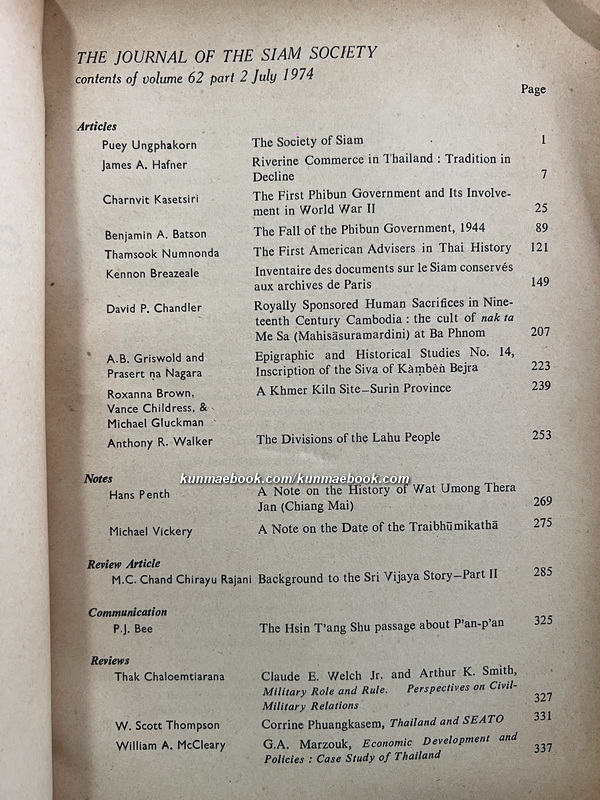 THE JOURNAL OF THE SIAM SOCIETY
contents of volume 62 part 2 July 1974
Page
Articles
Puey Ungphakorn The Society of Siam 1
James A. Hafner Riverine Commerce in Thailand : Tradition in
Decline 7
Charnvit Kasetsiri The First Phibun Government and Its Involve-
ment in World War II 25
Benjamin A. Batson The Fall of the Phibun Government, 1944 89
Thamsook Numnonda The First American Advisers in Thai History 121
Kennon Breazeale Inventaire des documents sur le Siam conservés
aux archives de Paris 149
David P. Chandler Royally Sponsored Human Sacrifices in Nine-
teenth Century Cambodia : the cult of nak ta
Me Sa (Mahisāsuramardini) at Ba Phnom 207
A.B. Griswold and Epigraphic and Historical Studies No. 14,
Prasert ṇa Nagara Inscription of the Siva of Kàṃbèṅ Bejra 223
Roxanna Brown, A Khmer Kiln Site—Surin Province 239
Vance Childress, &
Michael Gluckman
Anthony R. Walker The Divisions of the Lahu People 253
kunmaebook.com/kunmaebook.com
Notes
Hans Penth A Note on the History of Wat Umong Thera
Jan (Chiang Mai) 269
Michael Vickery A Note on the Date of the Traibhūmikathā 275
Review Article
M.C. Chand Chirayu Rajani Background to the Sri Vijaya Story—Part II 285
Communication
P.J. Bee The Hsin T'ang Shu passage about P'an-p'an 325
Reviews
Thak Chaloemtiarana Claude E. Welch Jr. and Arthur K. Smith,
Military Role and Rule. Perspectives on Civil-
Military Relations 327
W. Scott Thompson Corrine Phuangkasem, Thailand and SEATO 331
William A. McCleary G.A. Marzouk, Economic Development and
Policies : Case Study of Thailand 337